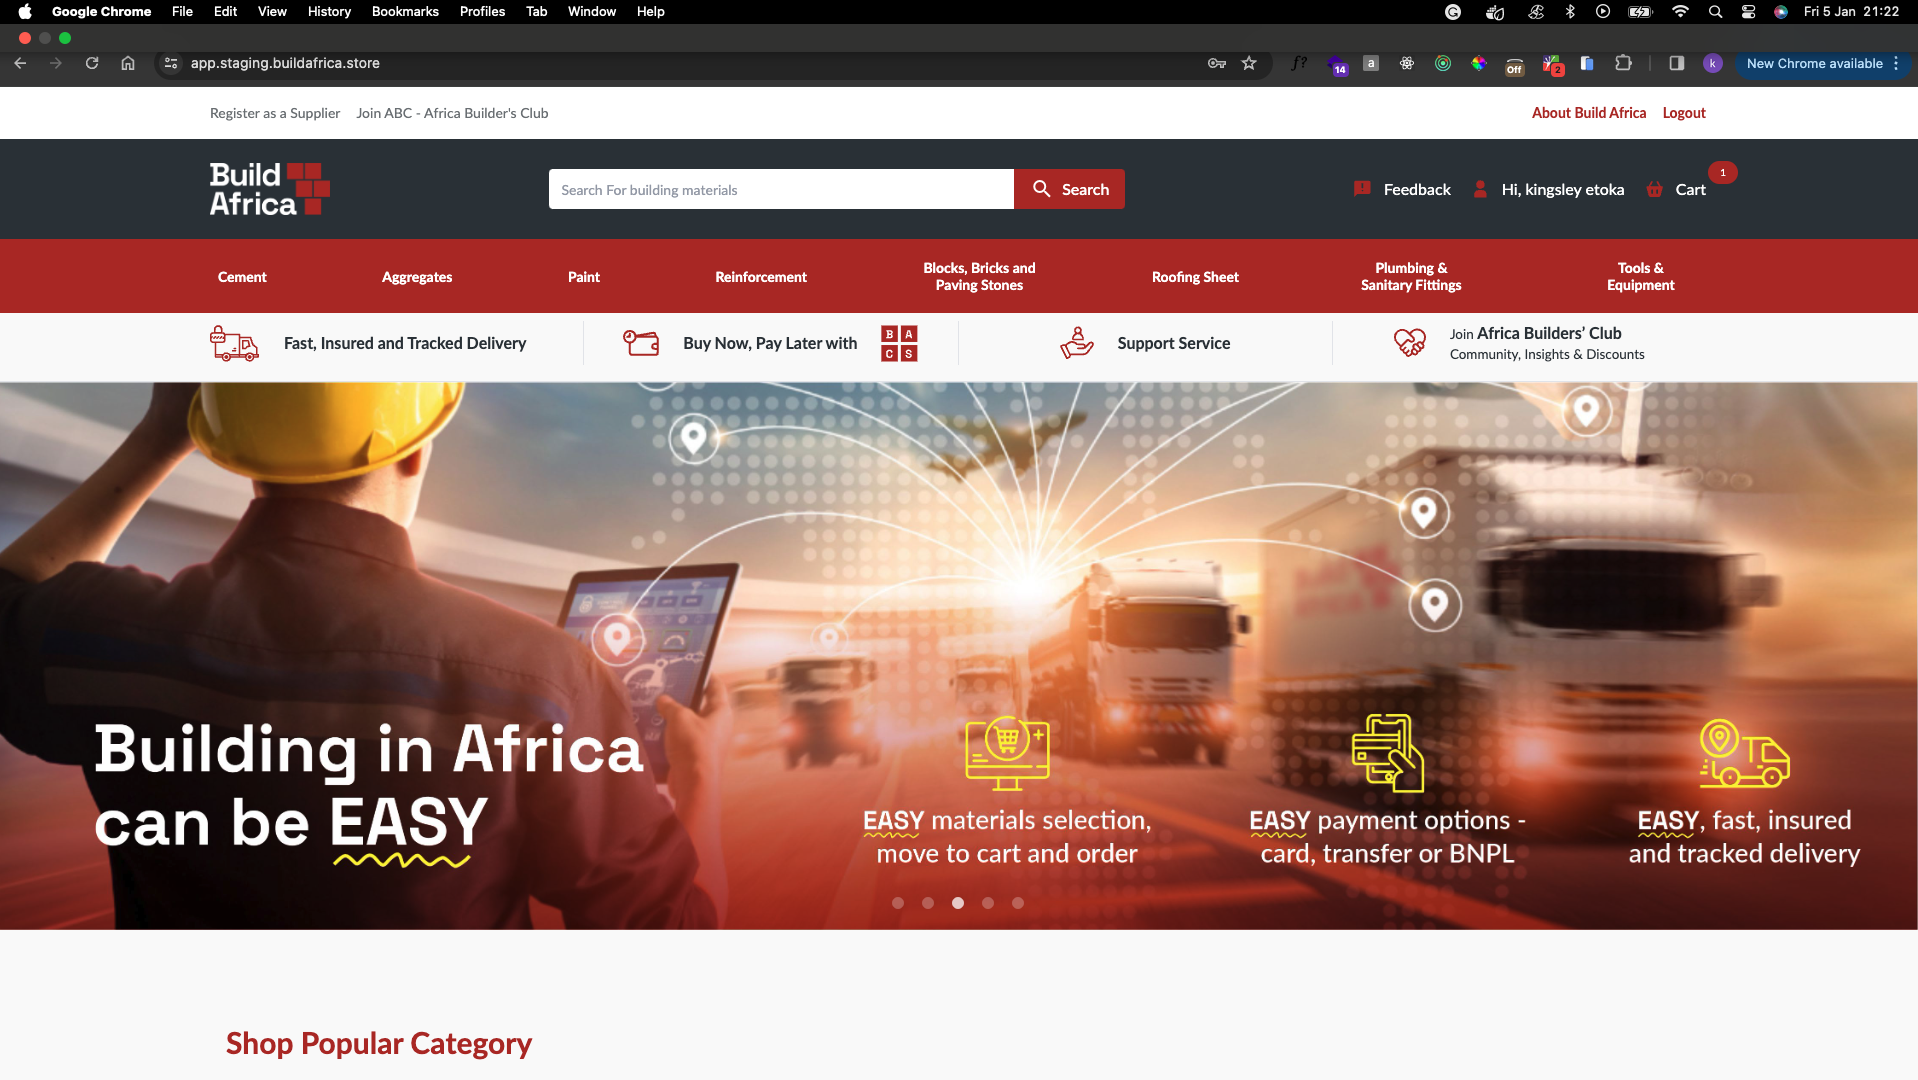 Google Chrome File Edit View History Bookmarks Profiles Tab Window Help Fri 5 Jan 21:22
app.staging.buildafrica.store f? 14 a Off 2 k New Chrome available
Register as a Supplier Join ABC - Africa Builder's Club About Build Africa Logout
Build
Africa
Search For building materials Search
Feedback Hi, kingsley etoka Cart 1
Cement Aggregates Paint Reinforcement
Blocks, Bricks and
Paving Stones
Roofing Sheet
Plumbing &
Sanitary Fittings
Tools &
Equipment
Fast, Insured and Tracked Delivery
Buy Now, Pay Later with
B A
C S
Support Service
Join Africa Builders’ Club
Community, Insights & Discounts
Building in Africa
can be EASY
EASY materials selection,
move to cart and order
EASY payment options -
card, transfer or BNPL
EASY, fast, insured
and tracked delivery
Shop Popular Category